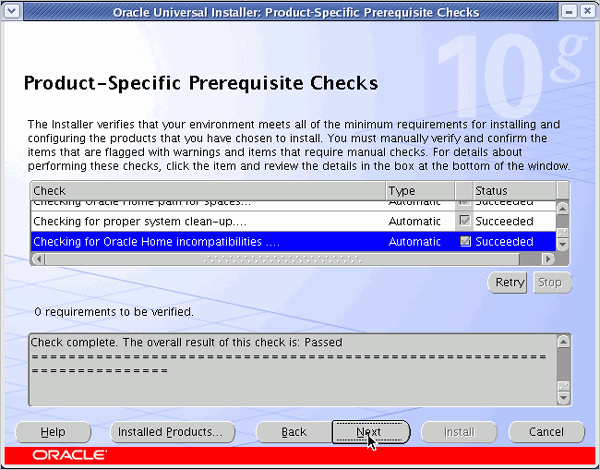 Oracle Universal Installer: Product-Specific Prerequisite Checks
10g
Product-Specific Prerequisite Checks
The Installer verifies that your environment meets all of the minimum requirements for installing and
configuring the products that you have chosen to install. You must manually verify and confirm the
items that are flagged with warnings and items that require manual checks. For details about
performing these checks, click the item and review the details in the box at the bottom of the window.
Check Type Status
Checking Oracle Home path for spaces... Automatic Succeeded
Checking for proper system clean-up.... Automatic Succeeded
Checking for Oracle Home incompatibilities .... Automatic Succeeded
Retry Stop
0 requirements to be verified.
Check complete. The overall result of this check is: Passed
================================================================
================
Help Installed Products... Back Next Install Cancel
ORACLE